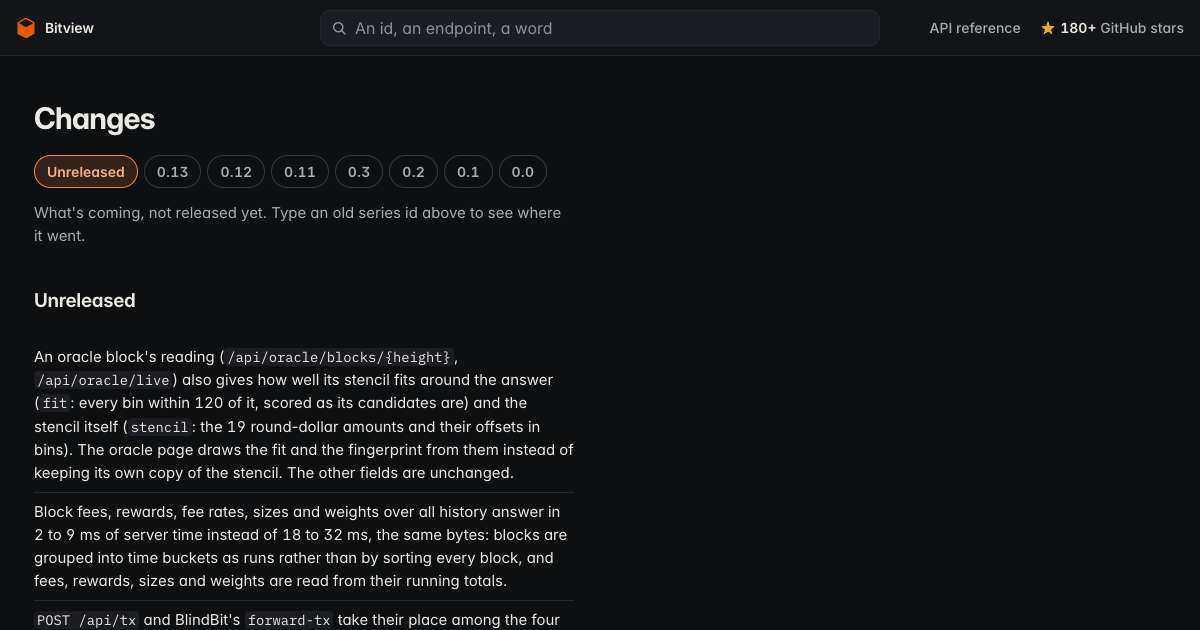 Bitview
An id, an endpoint, a word
API reference
180+ GitHub stars
Changes
Unreleased
0.13
0.12
0.11
0.3
0.2
0.1
0.0
What's coming, not released yet. Type an old series id above to see where
it went.
Unreleased
An oracle block's reading (/api/oracle/blocks/{height},
/api/oracle/live) also gives how well its stencil fits around the answer
(fit: every bin within 120 of it, scored as its candidates are) and the
stencil itself (stencil: the 19 round-dollar amounts and their offsets in
bins). The oracle page draws the fit and the fingerprint from them instead of
keeping its own copy of the stencil. The other fields are unchanged.
Block fees, rewards, fee rates, sizes and weights over all history answer in
2 to 9 ms of server time instead of 18 to 32 ms, the same bytes: blocks are
grouped into time buckets as runs rather than by sorting every block, and
fees, rewards, sizes and weights are read from their running totals.
POST /api/tx and BlindBit's forward-tx take their place among the four